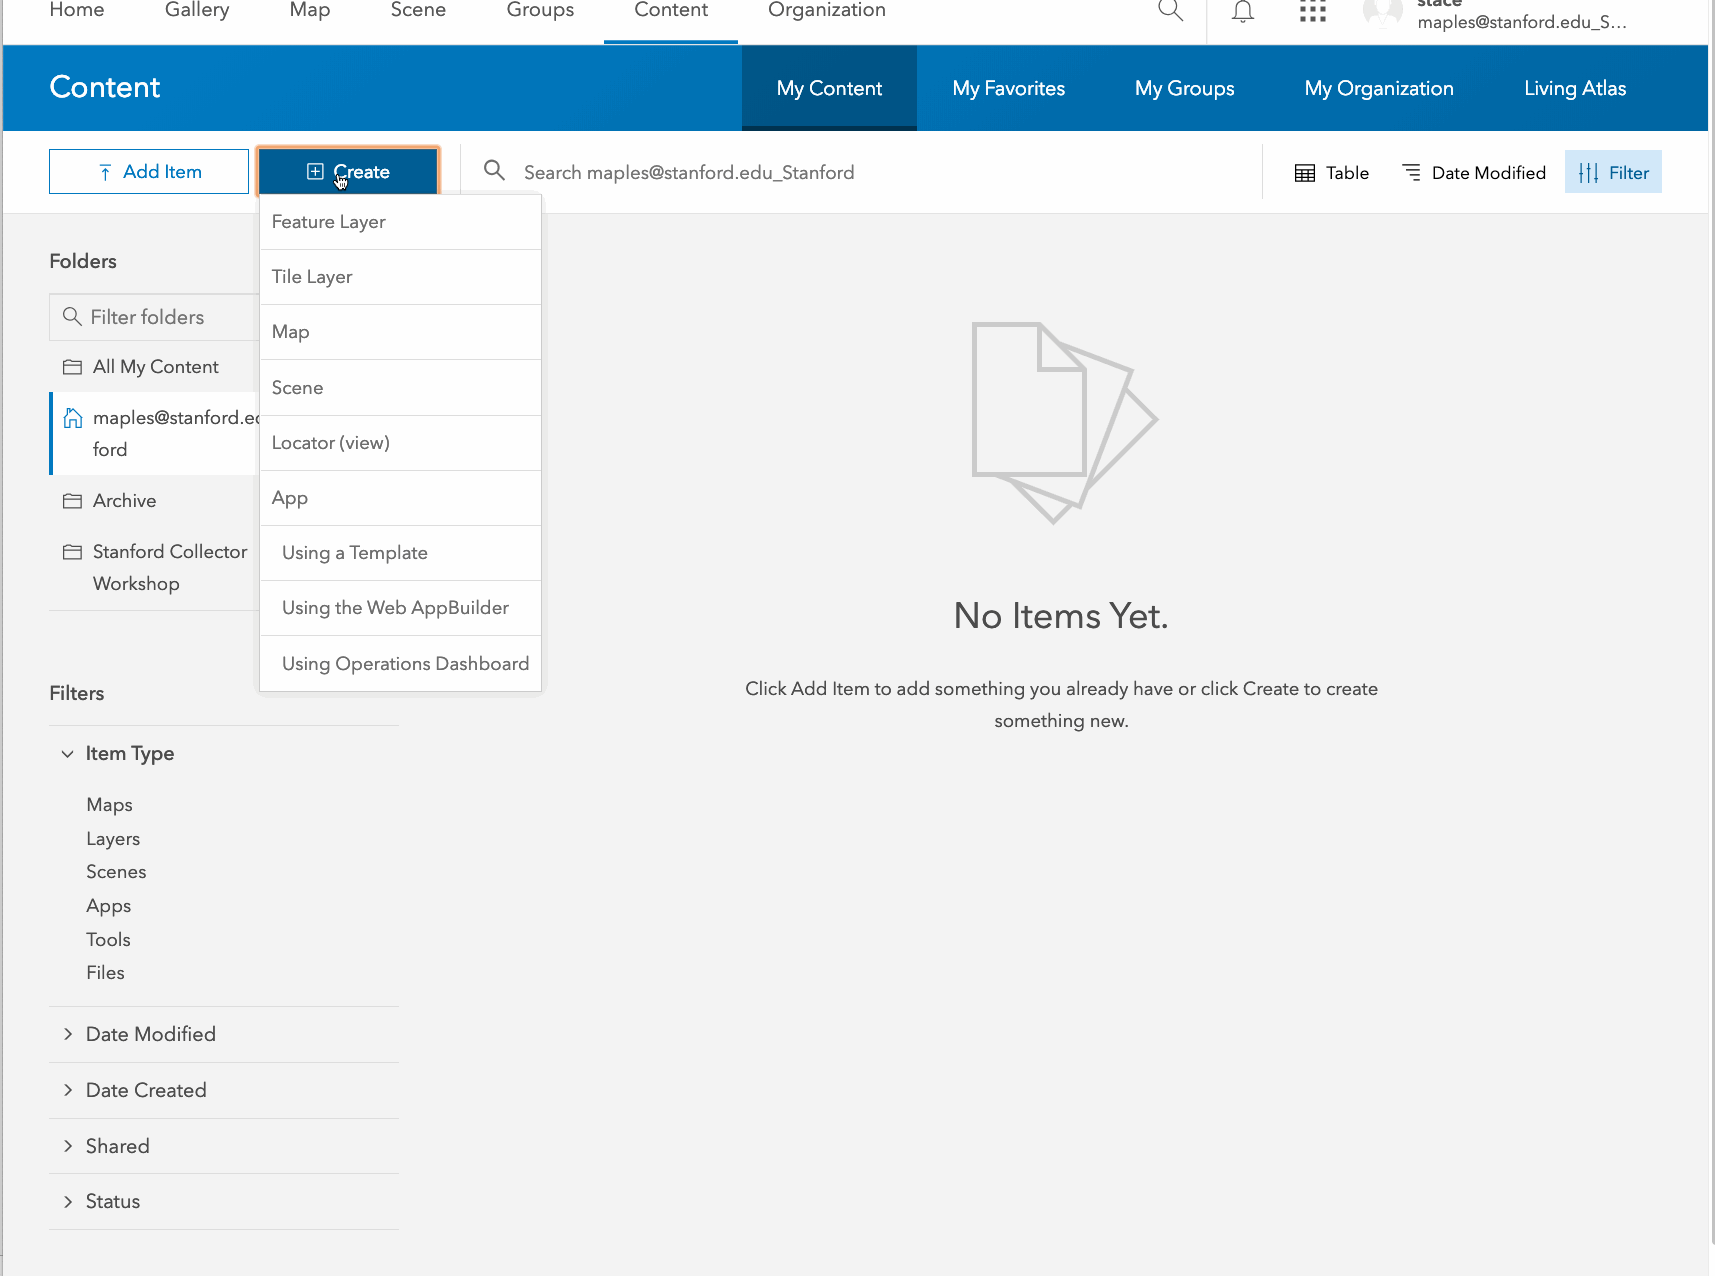 Home Gallery Map Scene Groups Content Organization
stace
maples@stanford.edu_S...
Content My Content My Favorites My Groups My Organization Living Atlas
Add Item Create Search maples@stanford.edu_Stanford Table Date Modified Filter
Feature Layer
Tile Layer
Map
Scene
Locator (view)
App
Using a Template
Using the Web AppBuilder
Using Operations Dashboard
Folders
Filter folders
All My Content
maples@stanford.ed
ford
Archive
Stanford Collector
Workshop
Filters
Item Type
Maps
Layers
Scenes
Apps
Tools
Files
Date Modified
Date Created
Shared
Status
No Items Yet.
Click Add Item to add something you already have or click Create to create
something new.